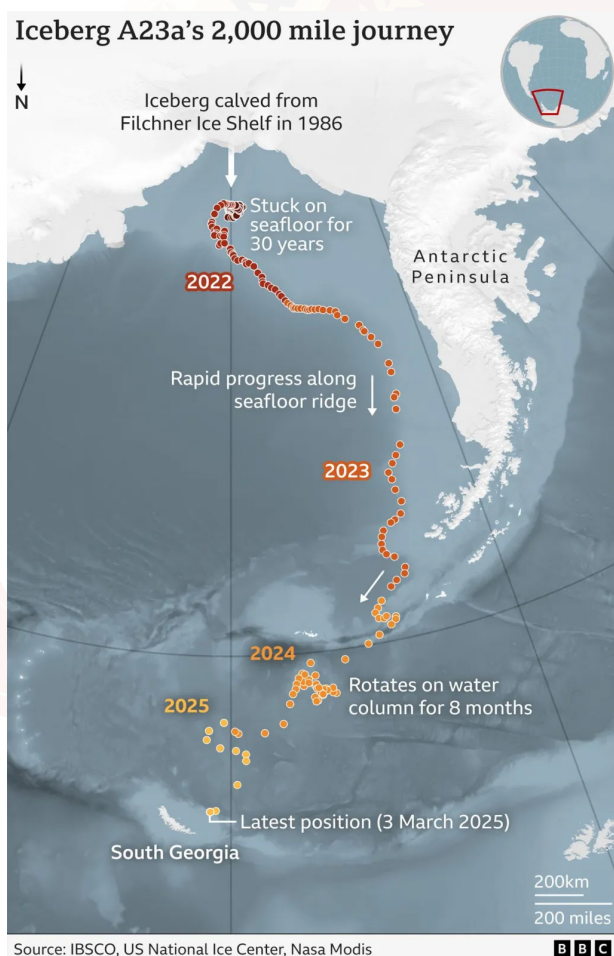 Iceberg A23a's 2,000 mile journey
N
Iceberg calved from
Filchner Ice Shelf in 1986
Stuck on
seafloor for
30 years
Antarctic
Peninsula
2022
Rapid progress along
seafloor ridge
2023
2024
Rotates on water
column for 8 months
2025
Latest position (3 March 2025)
South Georgia
200km
200 miles
Source: IBSCO, US National Ice Center, Nasa Modis
BBC